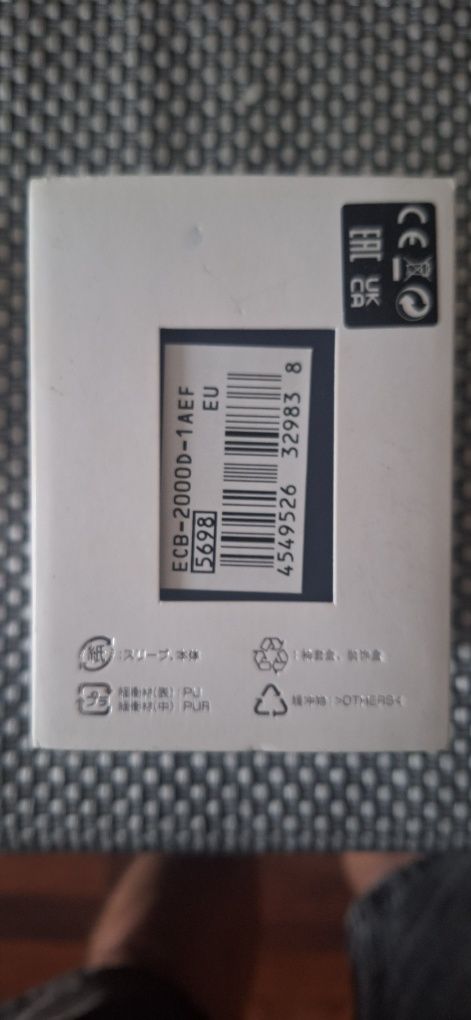 CE
EAC
UK
CA
ECB-2000D-1AEF
EU
5698
4549526 329838
紙 :スリーブ、本体
プラ 緩衝材(表):PU
緩衝材(中):PUR
:>OTHERS<